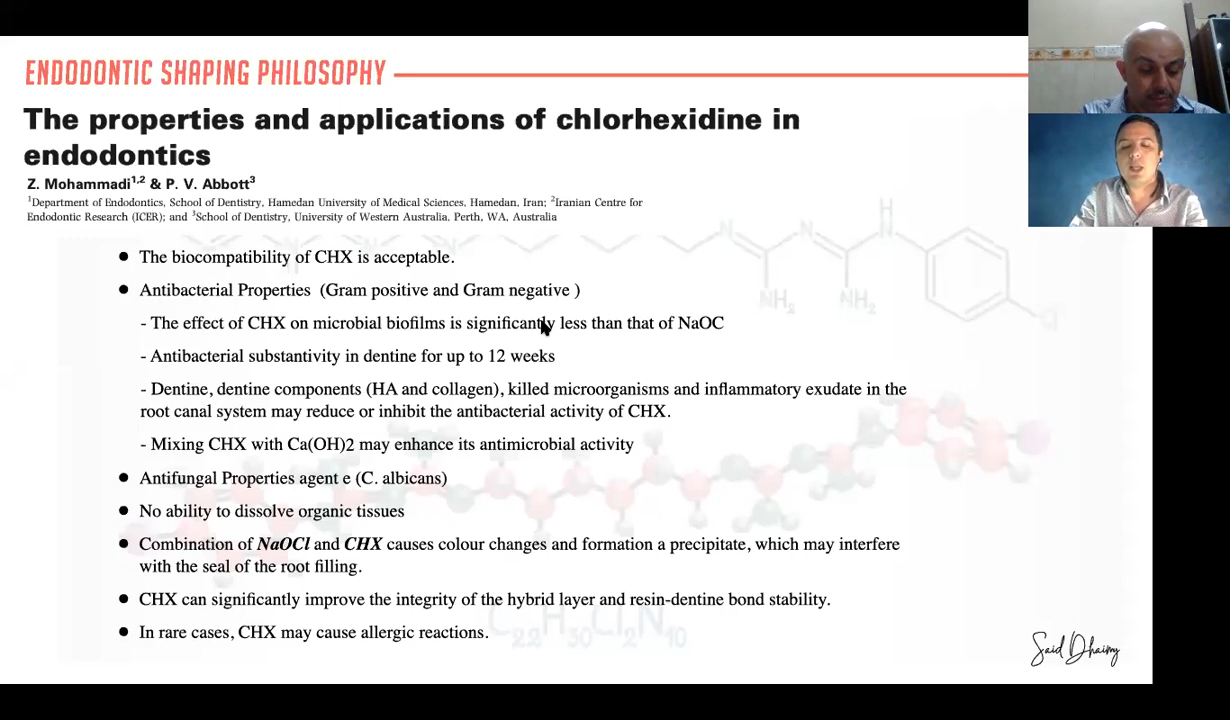 ENDODONTIC SHAPING PHILOSOPHY
The properties and applications of chlorhexidine in
endodontics
Z. Mohammadi1,2 & P. V. Abbott3
1Department of Endodontics, School of Dentistry, Hamedan University of Medical Sciences, Hamedan, Iran; 2Iranian Centre for
Endodontic Research (ICER); and 3School of Dentistry, University of Western Australia, Perth, WA, Australia
N
N
N
H
NH2
NH2
Cl
• The biocompatibility of CHX is acceptable.
• Antibacterial Properties (Gram positive and Gram negative )
- The effect of CHX on microbial biofilms is significantly less than that of NaOC
- Antibacterial substantivity in dentine for up to 12 weeks
- Dentine, dentine components (HA and collagen), killed microorganisms and inflammatory exudate in the
root canal system may reduce or inhibit the antibacterial activity of CHX.
- Mixing CHX with Ca(OH)2 may enhance its antimicrobial activity
• Antifungal Properties agent e (C. albicans)
• No ability to dissolve organic tissues
• Combination of NaOCl and CHX causes colour changes and formation a precipitate, which may interfere
with the seal of the root filling.
• CHX can significantly improve the integrity of the hybrid layer and resin-dentine bond stability.
• In rare cases, CHX may cause allergic reactions.
C22H30Cl2N10
Said Dhaimy